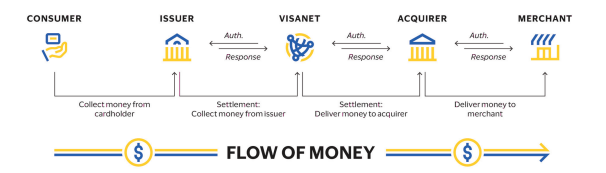 CONSUMER
ISSUER
VISANET
ACQUIRER
MERCHANT
Auth.
Response
Auth.
Response
Auth.
Response
Collect money from
cardholder
Settlement:
Collect money from issuer
Settlement:
Deliver money to acquirer
Deliver money to
merchant
$
FLOW OF MONEY
$